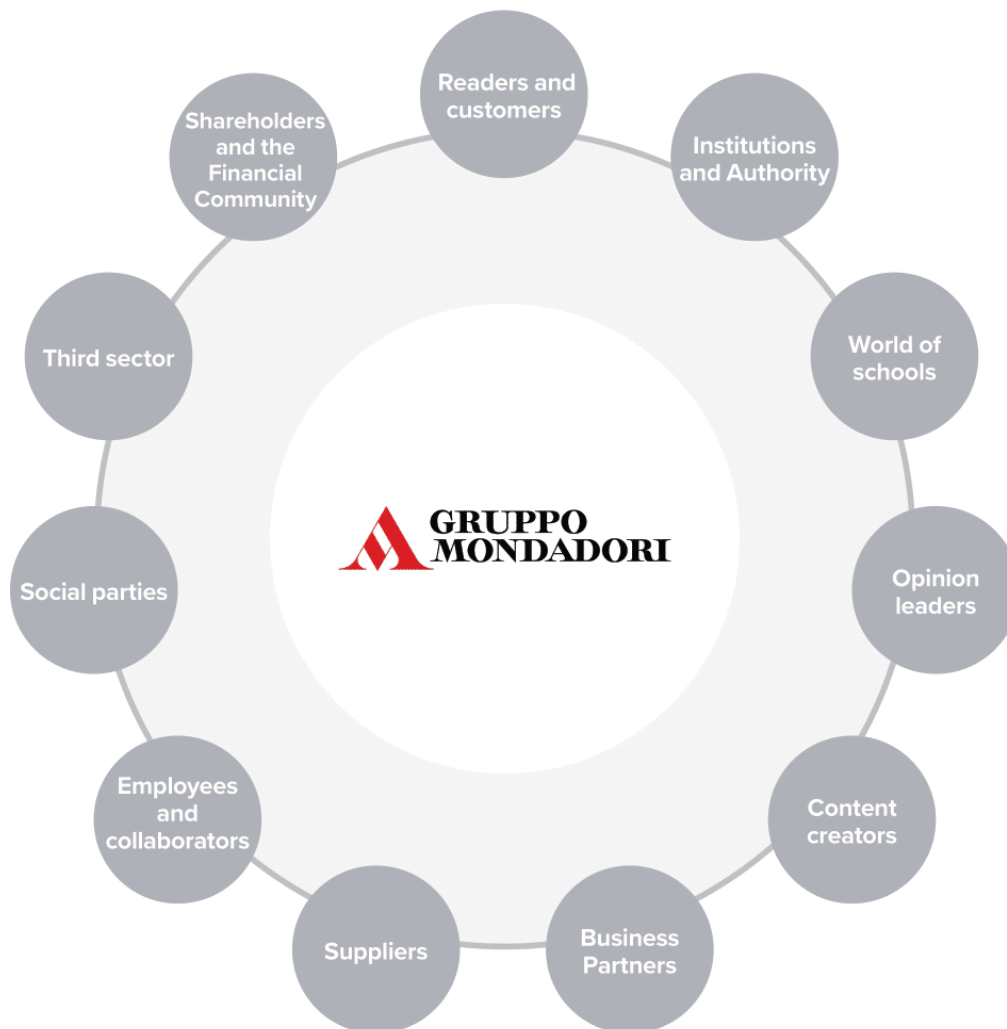 Readers and
customers
Institutions
and Authority
World of
schools
Opinion
leaders
Content
creators
Business
Partners
Suppliers
Employees
and
collaborators
Social parties
Third sector
Shareholders
and the
Financial
Community
GRUPPO
MONDADORI